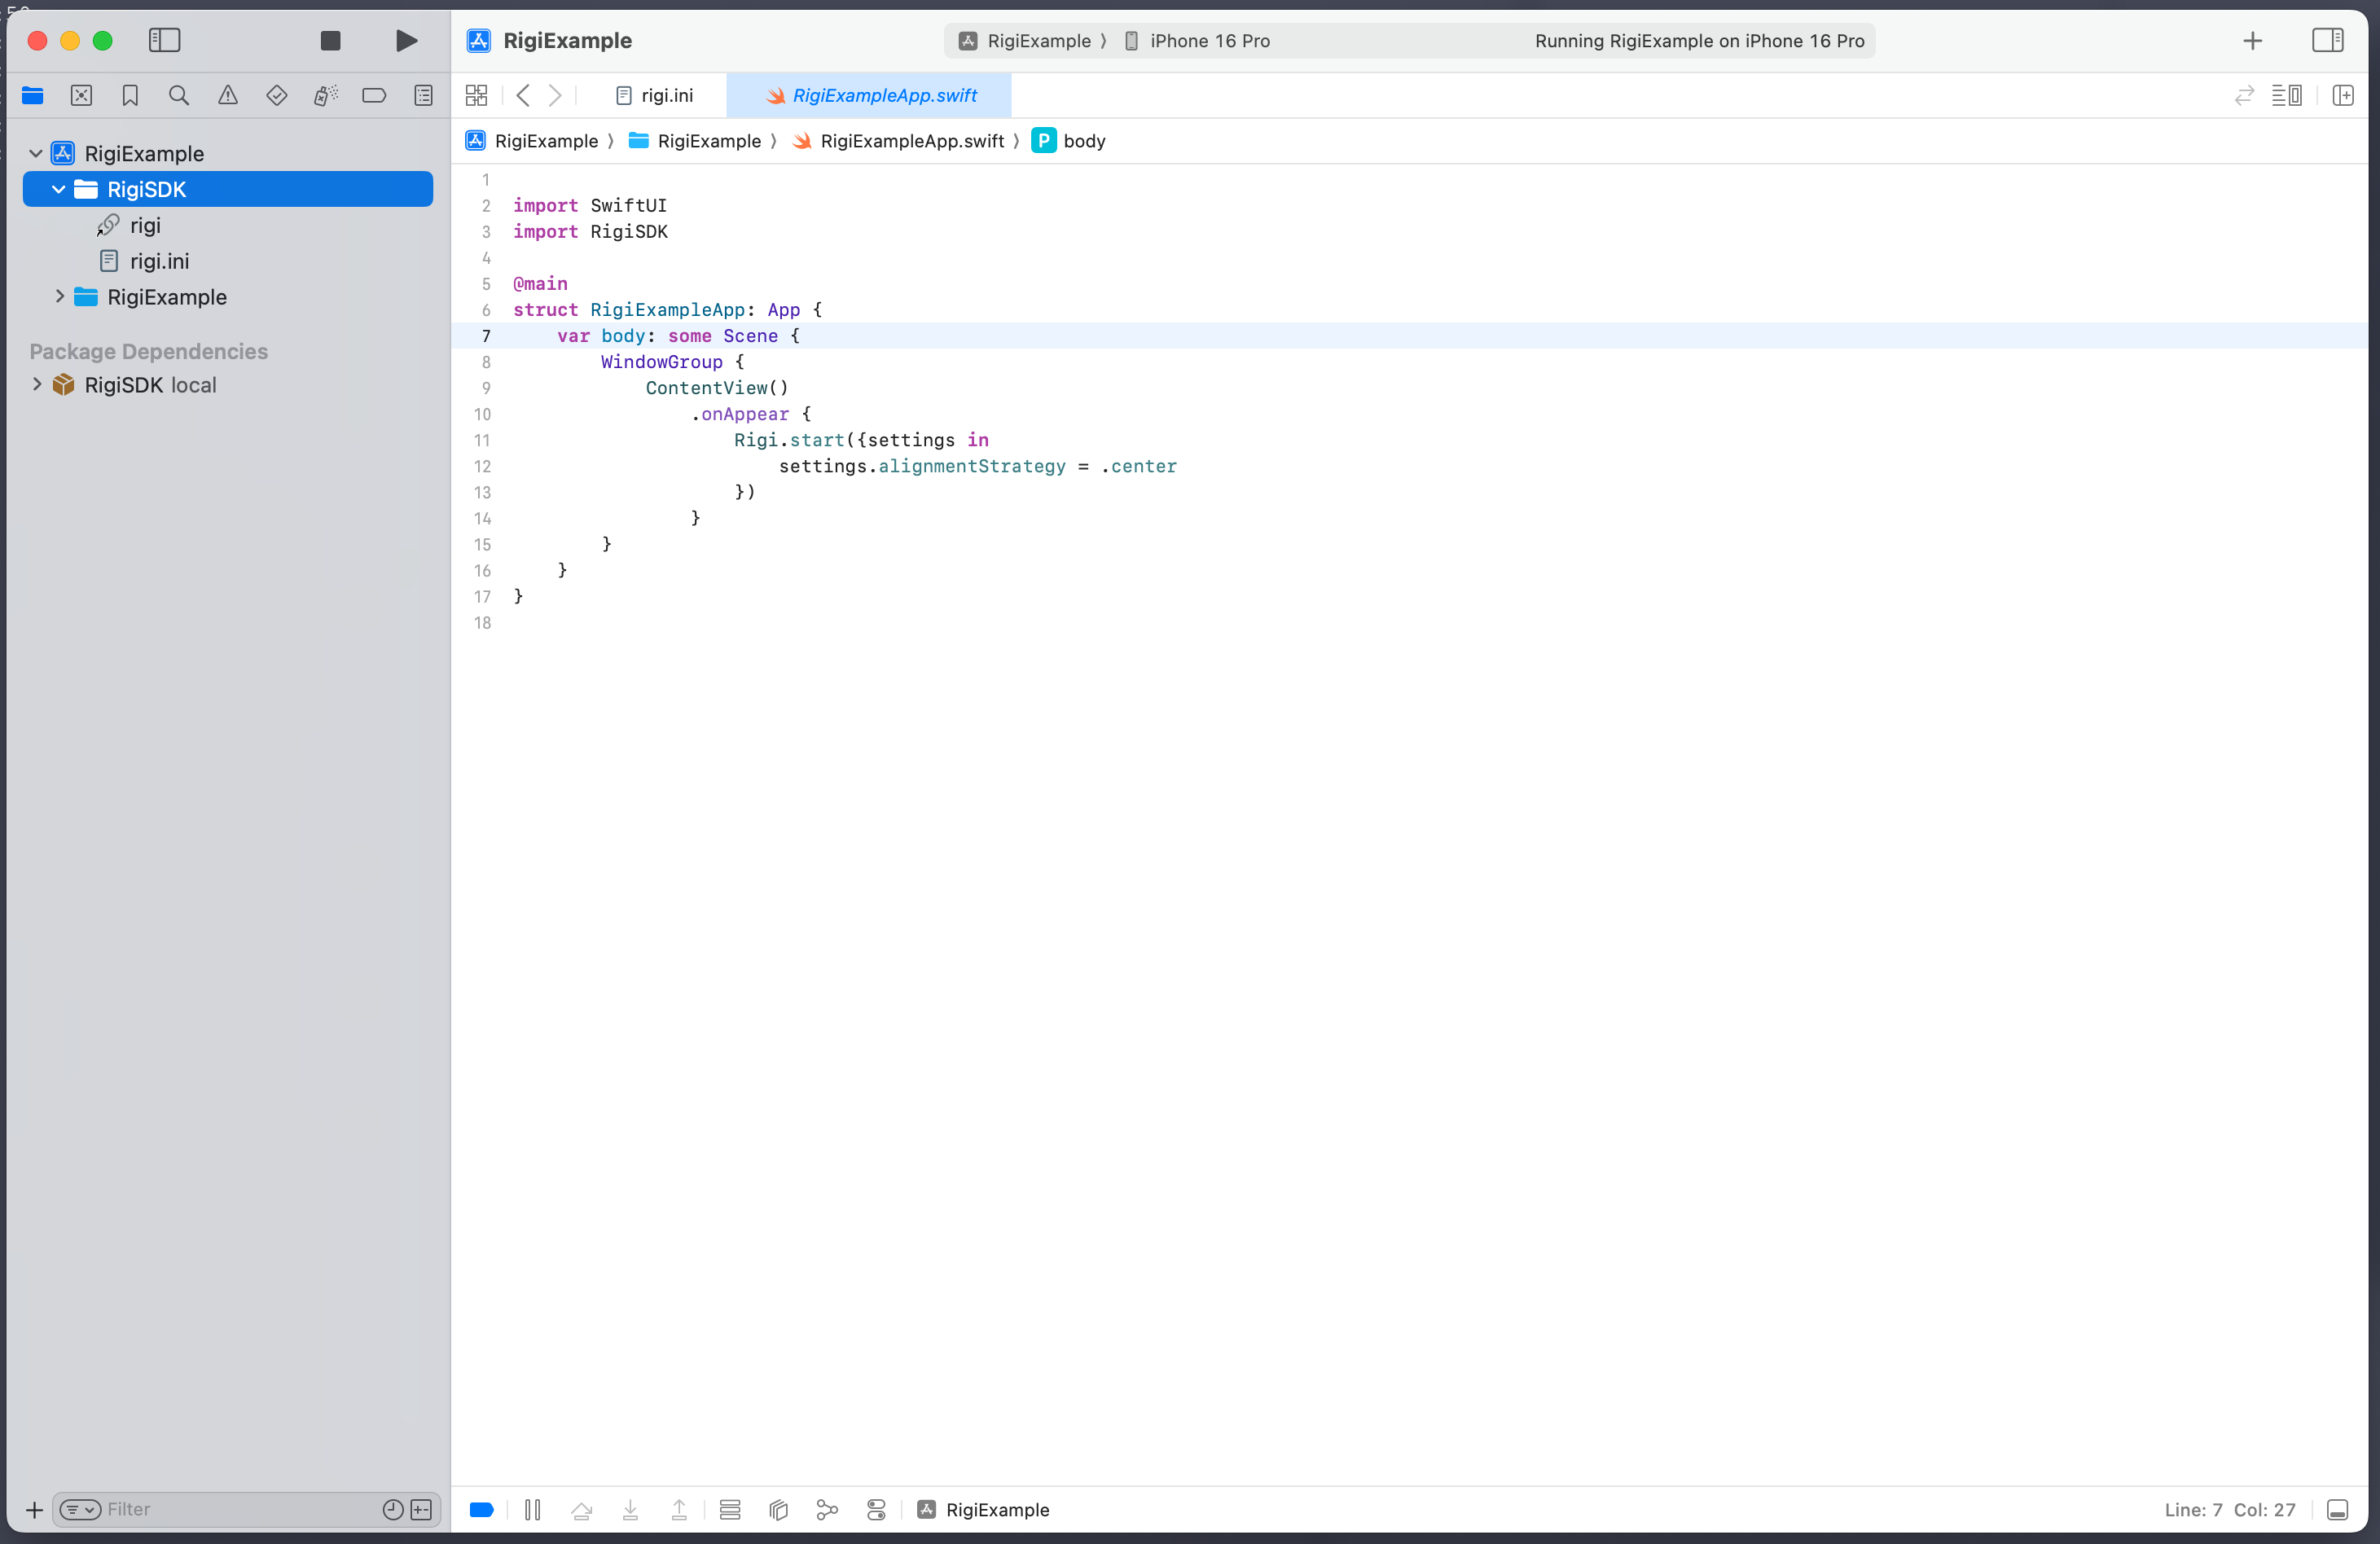 RigiExample
RigiExample 〉 iPhone 16 Pro
Running RigiExample on iPhone 16 Pro
rigi.ini
RigiExampleApp.swift
RigiExample 〉 RigiExample 〉 RigiExampleApp.swift 〉 P body
RigiExample
RigiSDK
rigi
rigi.ini
RigiExample
Package Dependencies
RigiSDK local
1
2 import SwiftUI
3 import RigiSDK
4
5 @main
6 struct RigiExampleApp: App {
7     var body: some Scene {
8         WindowGroup {
9             ContentView()
10                 .onAppear {
11                     Rigi.start({settings in
12                         settings.alignmentStrategy = .center
13                     })
14                 }
15         }
16     }
17 }
18
Filter
RigiExample
Line: 7 Col: 27